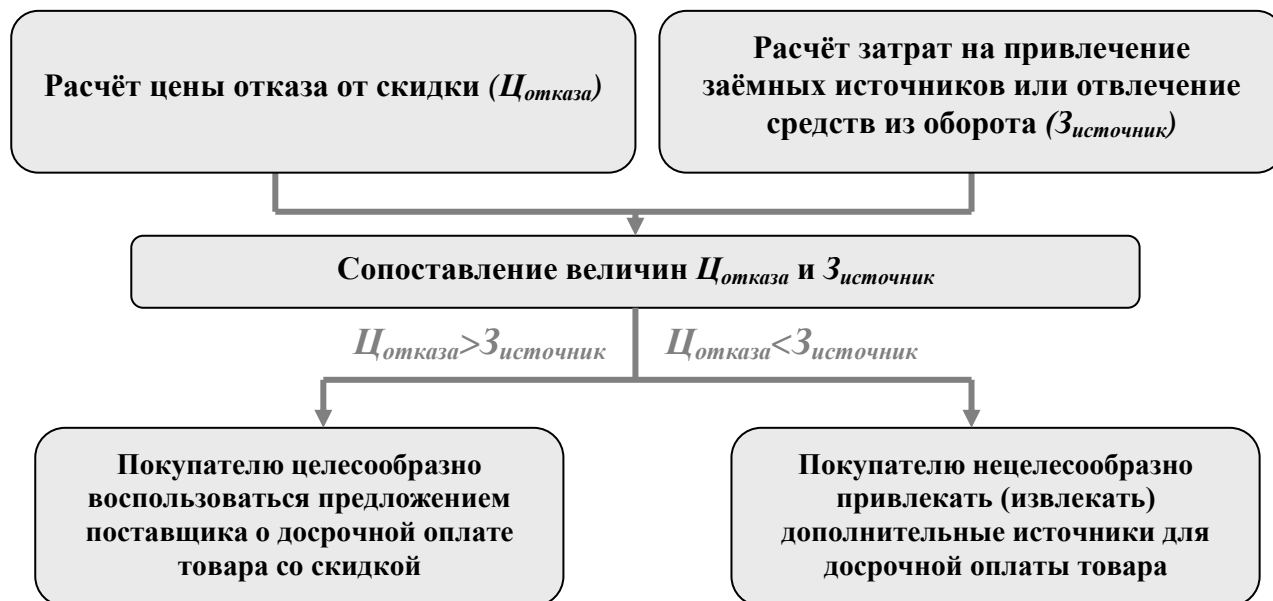 Расчёт цены отказа от скидки (Цотказа)
Расчёт затрат на привлечение
заёмных источников или отвлечение
средств из оборота (Зисточник)
Сопоставление величин Цотказа и Зисточник
Цотказа>Зисточник
Цотказа<Зисточник
Покупателю целесообразно
воспользоваться предложением
поставщика о досрочной оплате
товара со скидкой
Покупателю нецелесообразно
привлекать (извлекать)
дополнительные источники для
досрочной оплаты товара